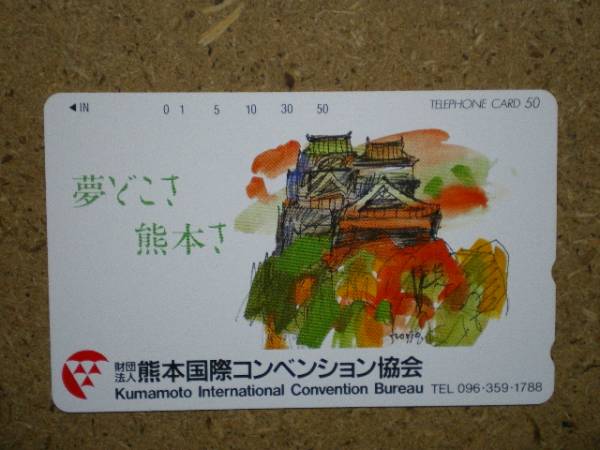 ◀IN 0 1 5 10 30 50 TELEPHONE CARD 50
夢どこさ
熊本さ
財団法人 熊本国際コンベンション協会
Kumamoto International Convention Bureau TEL 096・359・1788